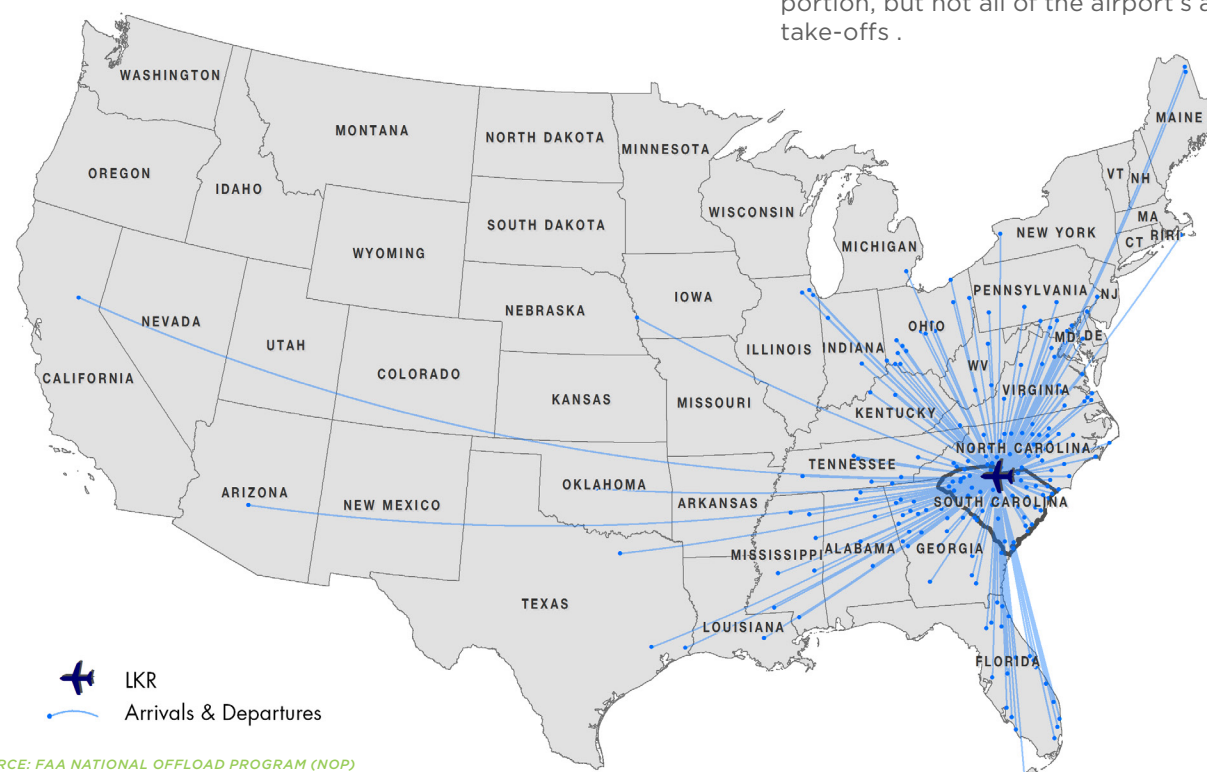 portion, but not all of the airport's
take-offs .
WASHINGTON
MONTANA
NORTH DAKOTA
MINNESOTA
MAINE
OREGON
IDAHO
VT
NH
WISCONSIN
SOUTH DAKOTA
MA
NEW YORK
CT
RI
RI
MICHIGAN
WYOMING
PENNSYLVANIA
NJ
IOWA
NEBRASKA
NEVADA
OHIO
MD
DE
UTAH
ILLINOIS
INDIANA
WV
COLORADO
CALIFORNIA
VIRGINIA
KANSAS
MISSOURI
KENTUCKY
NORTH CAROLINA
TENNESSEE
OKLAHOMA
ARIZONA
NEW MEXICO
ARKANSAS
SOUTH CAROLINA
MISSISSIPPI
ALABAMA
GEORGIA
TEXAS
LOUISIANA
FLORIDA
LKR
Arrivals & Departures
RCE: FAA NATIONAL OFFLOAD PROGRAM (NOP)